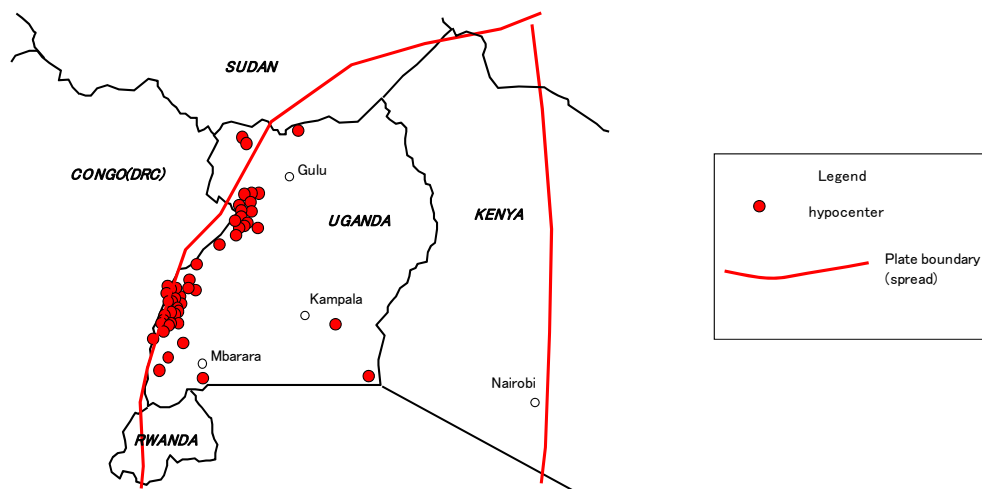 SUDAN
CONGO(DRC)
Gulu
UGANDA
KENYA
Kampala
Mbarara
Nairobi
RWANDA
Legend
hypocenter
Plate boundary
(spread)